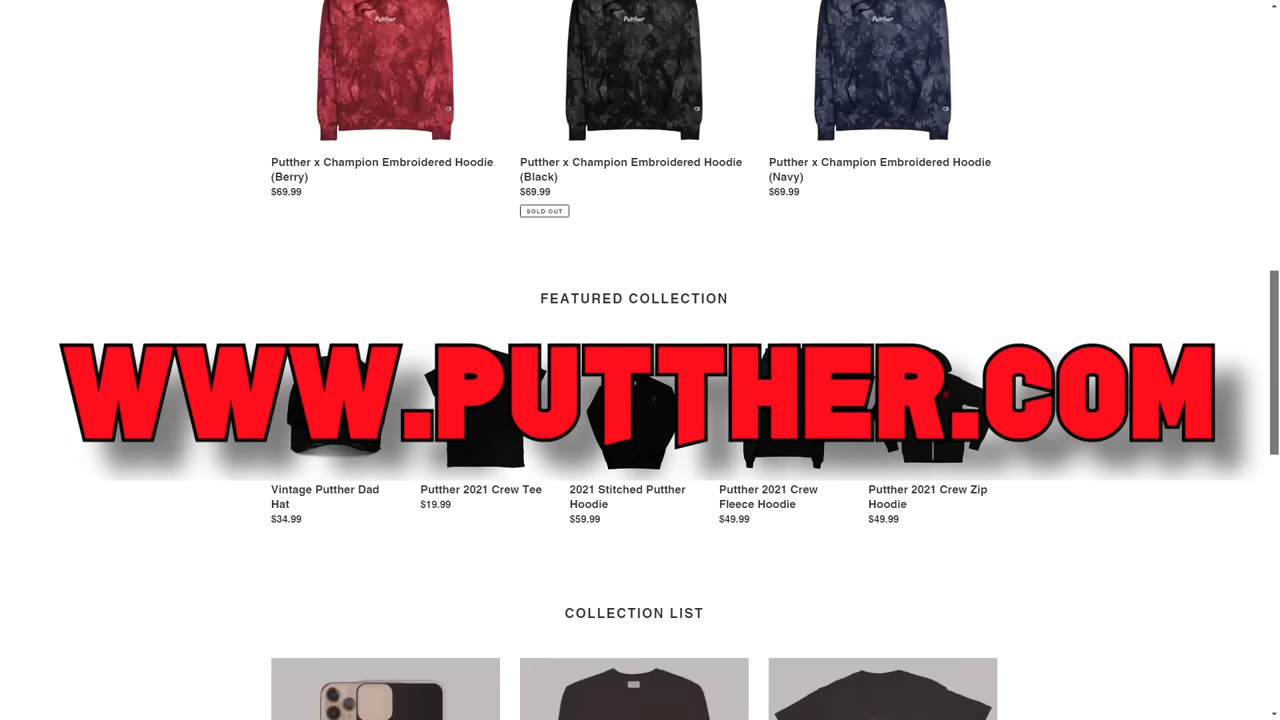 Putther Putther Putther
Putther x Champion Embroidered Hoodie (Berry)
$69.99
Putther x Champion Embroidered Hoodie (Black)
$69.99
SOLD OUT
Putther x Champion Embroidered Hoodie (Navy)
$69.99
FEATURED COLLECTION
WWW.PUTTHER.COM
Vintage Putther Dad
Hat
$34.99
Putther 2021 Crew Tee
$19.99
2021 Stitched Putther
Hoodie
$59.99
Putther 2021 Crew
Fleece Hoodie
$49.99
Putther 2021 Crew Zip
Hoodie
$49.99
COLLECTION LIST